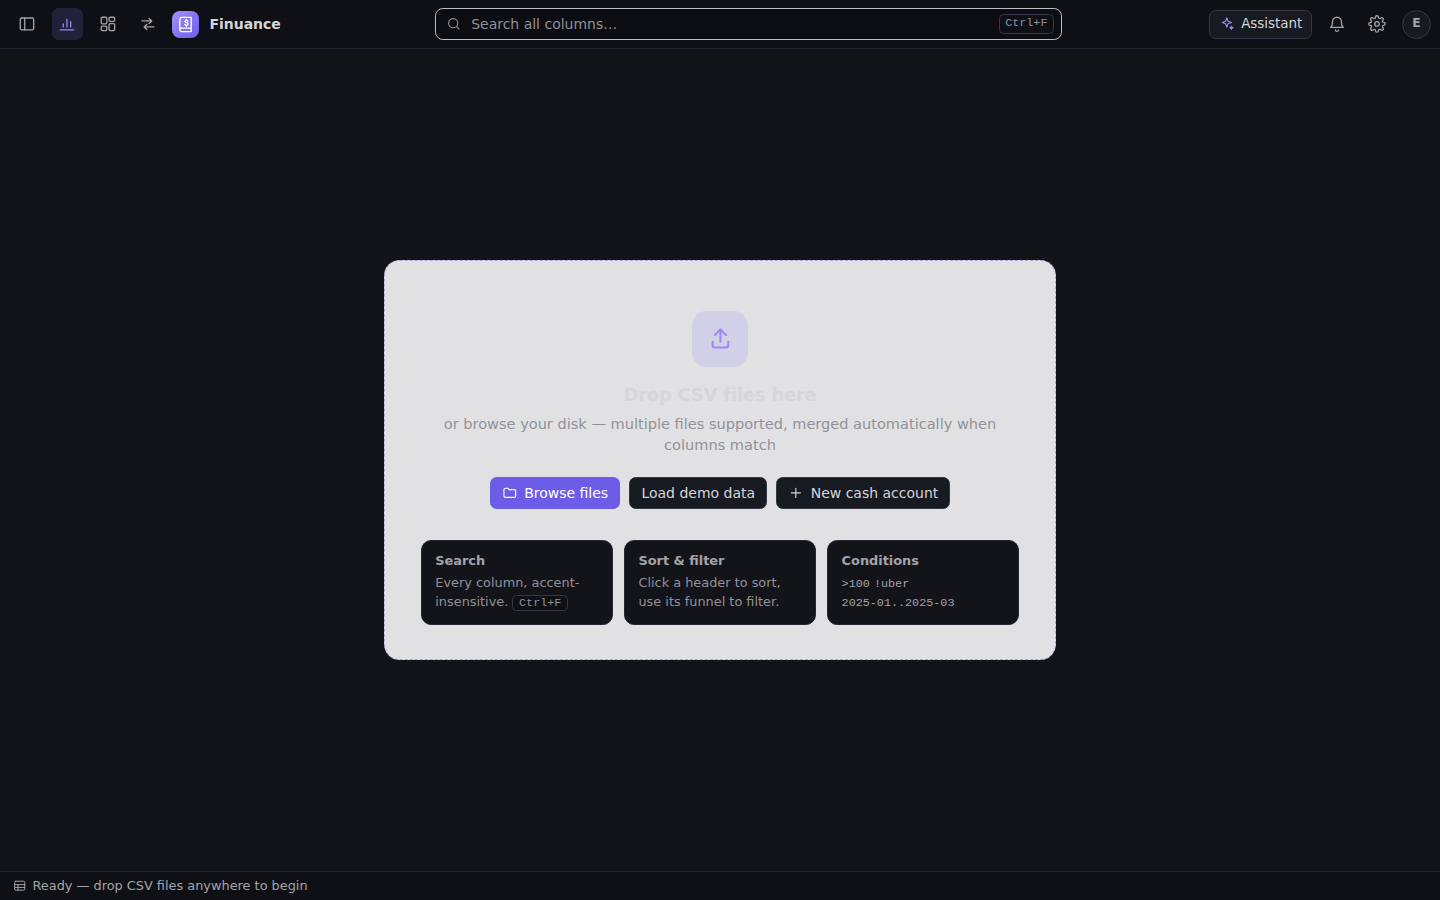 Finuance
Search all columns...
Ctrl+F
Assistant
E
Drop CSV files here
or browse your disk — multiple files supported, merged automatically when
columns match
Browse files
Load demo data
New cash account
Search
Every column, accent-
insensitive. Ctrl+F
Sort & filter
Click a header to sort,
use its funnel to filter.
Conditions
>100 !uber
2025-01..2025-03
Ready — drop CSV files anywhere to begin